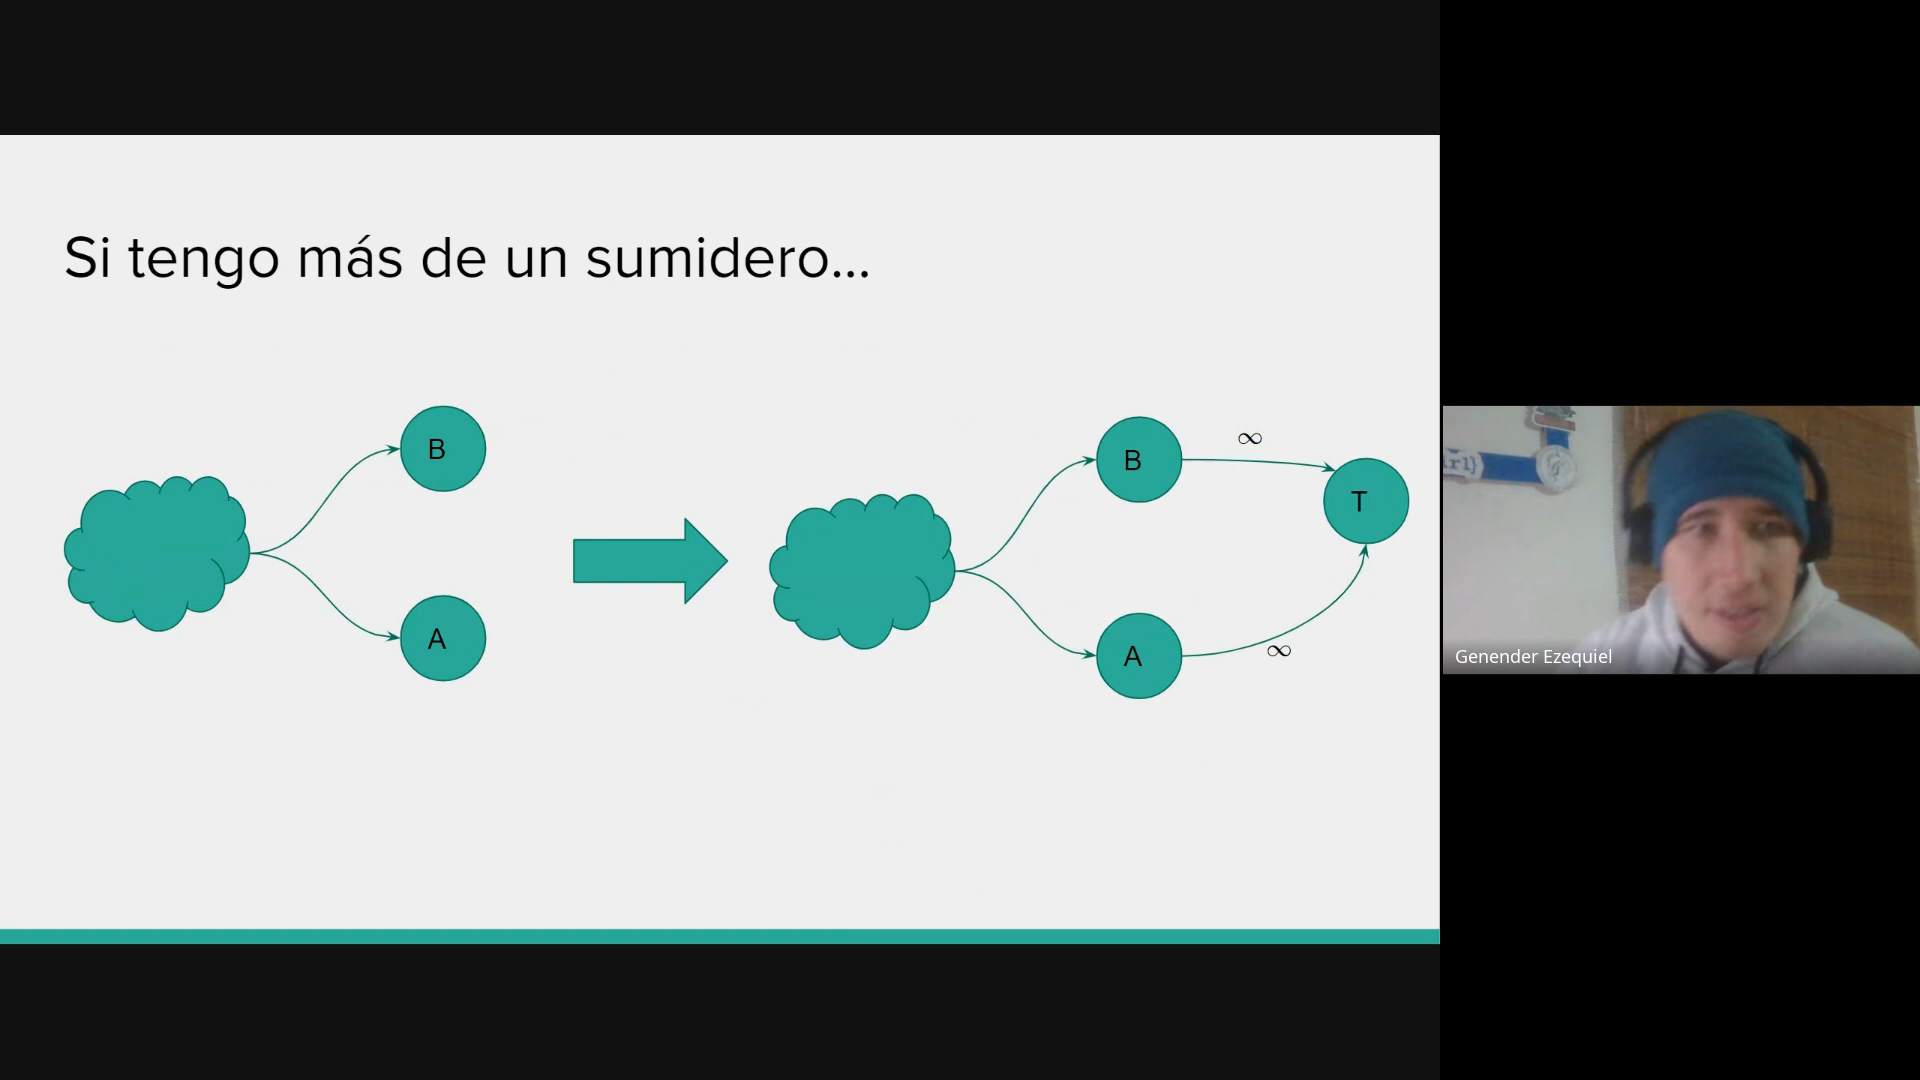 Si tengo más de un sumidero...
B
A
B
∞
T
A
∞
Genender Ezequiel